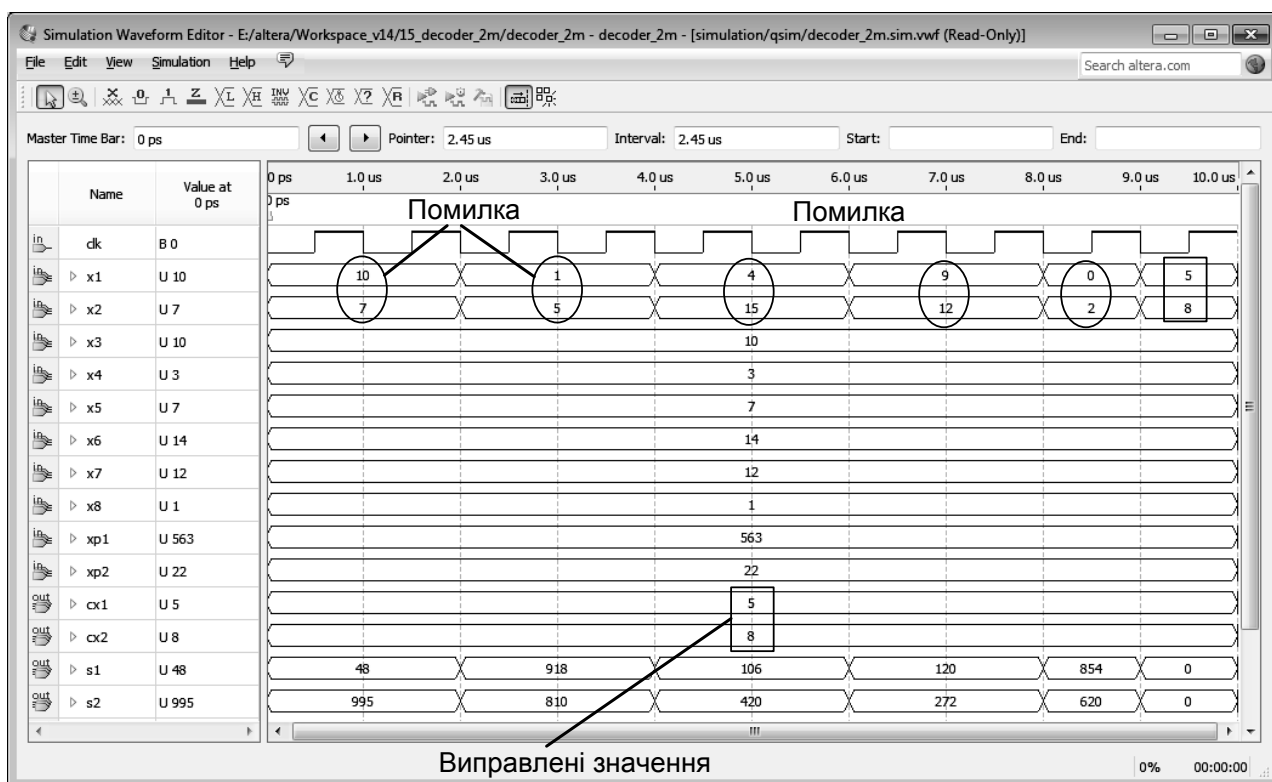 Simulation Waveform Editor - E:/altera/Workspace_v14/15_decoder_2m/decoder_2m - decoder_2m - [simulation/qsim/decoder_2m.sim.vwf (Read-Only)]
File Edit View Simulation Help Search altera.com
Master Time Bar: 0 ps Pointer: 2.45 us Interval: 2.45 us Start: End:
Name Value at 0 ps
0 ps 1.0 us 2.0 us 3.0 us 4.0 us 5.0 us 6.0 us 7.0 us 8.0 us 9.0 us 10.0 us
0 ps
Помилка Помилка
clk B 0
x1 U 10 10 1 4 9 0 5
x2 U 7 7 5 15 12 2 8
x3 U 10 10
x4 U 3 3
x5 U 7 7
x6 U 14 14
x7 U 12 12
x8 U 1 1
xp1 U 563 563
xp2 U 22 22
cx1 U 5 5
cx2 U 8 8
s1 U 48 48 918 106 120 854 0
s2 U 995 995 810 420 272 620 0
Виправлені значення
0% 00:00:00